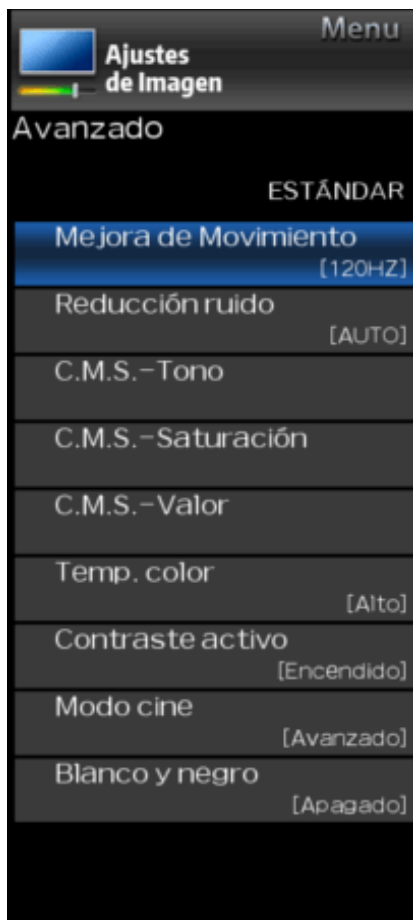 Menu
Ajustes
de Imagen
Avanzado
ESTÁNDAR
Mejora de Movimiento
[120HZ]
Reducción ruido
[AUTO]
C.M.S.-Tono
C.M.S.-Saturación
C.M.S.-Valor
Temp. color
[Alto]
Contraste activo
[Encendido]
Modo cine
[Avanzado]
Blanco y negro
[Apagado]